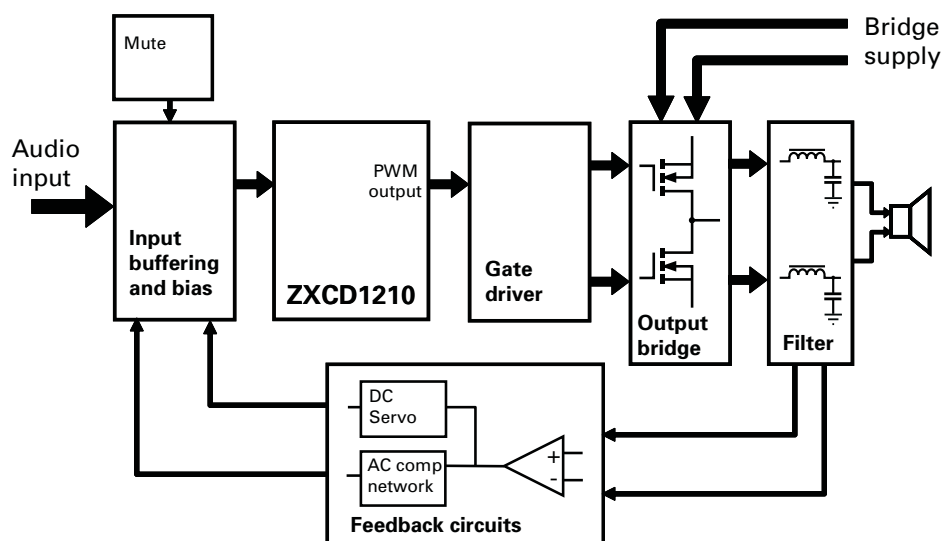 Mute
Bridge
supply
Audio
input
PWM
output
Input
buffering
and bias
ZXCD1210
Gate
driver
Output
bridge
Filter
DC
Servo
AC comp
network
+
-
Feedback circuits